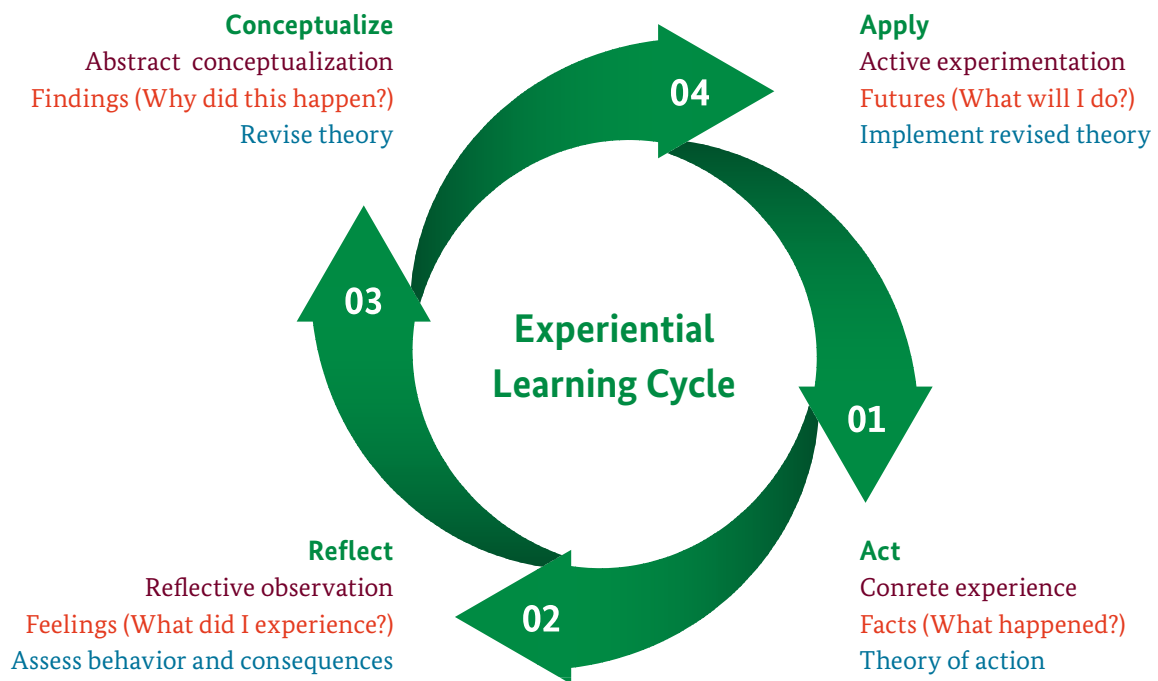 Conceptualize
Abstract conceptualization
Findings (Why did this happen?)
Revise theory
04
Apply
Active experimentation
Futures (What will I do?)
Implement revised theory
03
Experiential
Learning Cycle
01
Reflect
Reflective observation
Feelings (What did I experience?)
Assess behavior and consequences
02
Act
Conrete experience
Facts (What happened?)
Theory of action